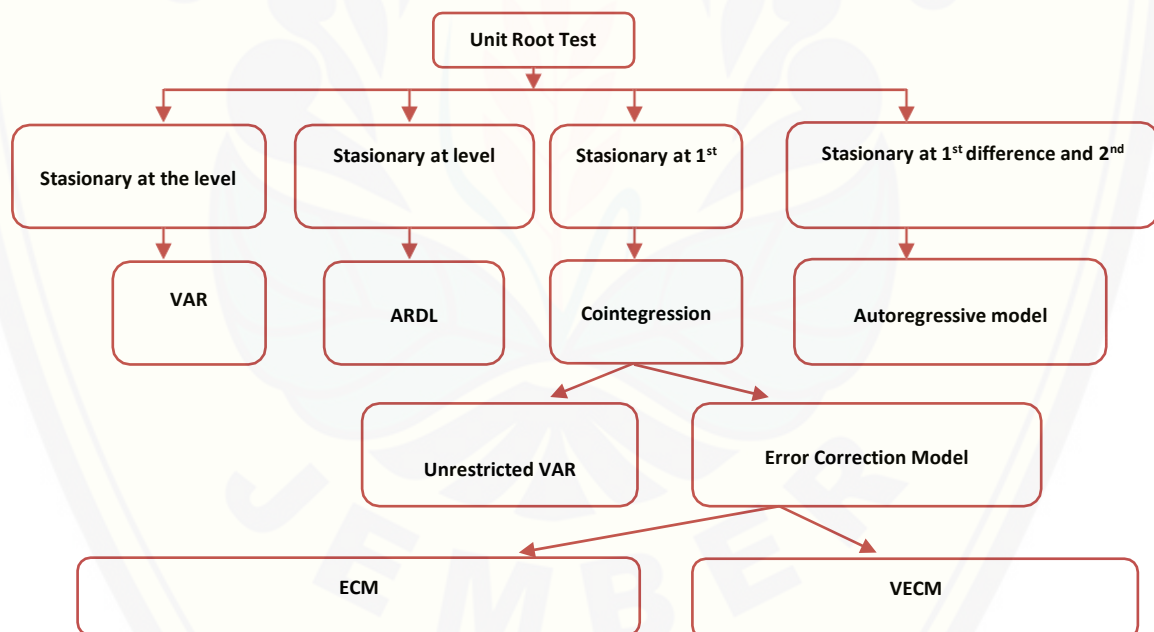 Unit Root Test
Stasionary at the level
Stasionary at level
Stasionary at 1st
Stasionary at 1st difference and 2nd
VAR
ARDL
Cointegression
Autoregressive model
Unrestricted VAR
Error Correction Model
ECM
VECM
JEMBER